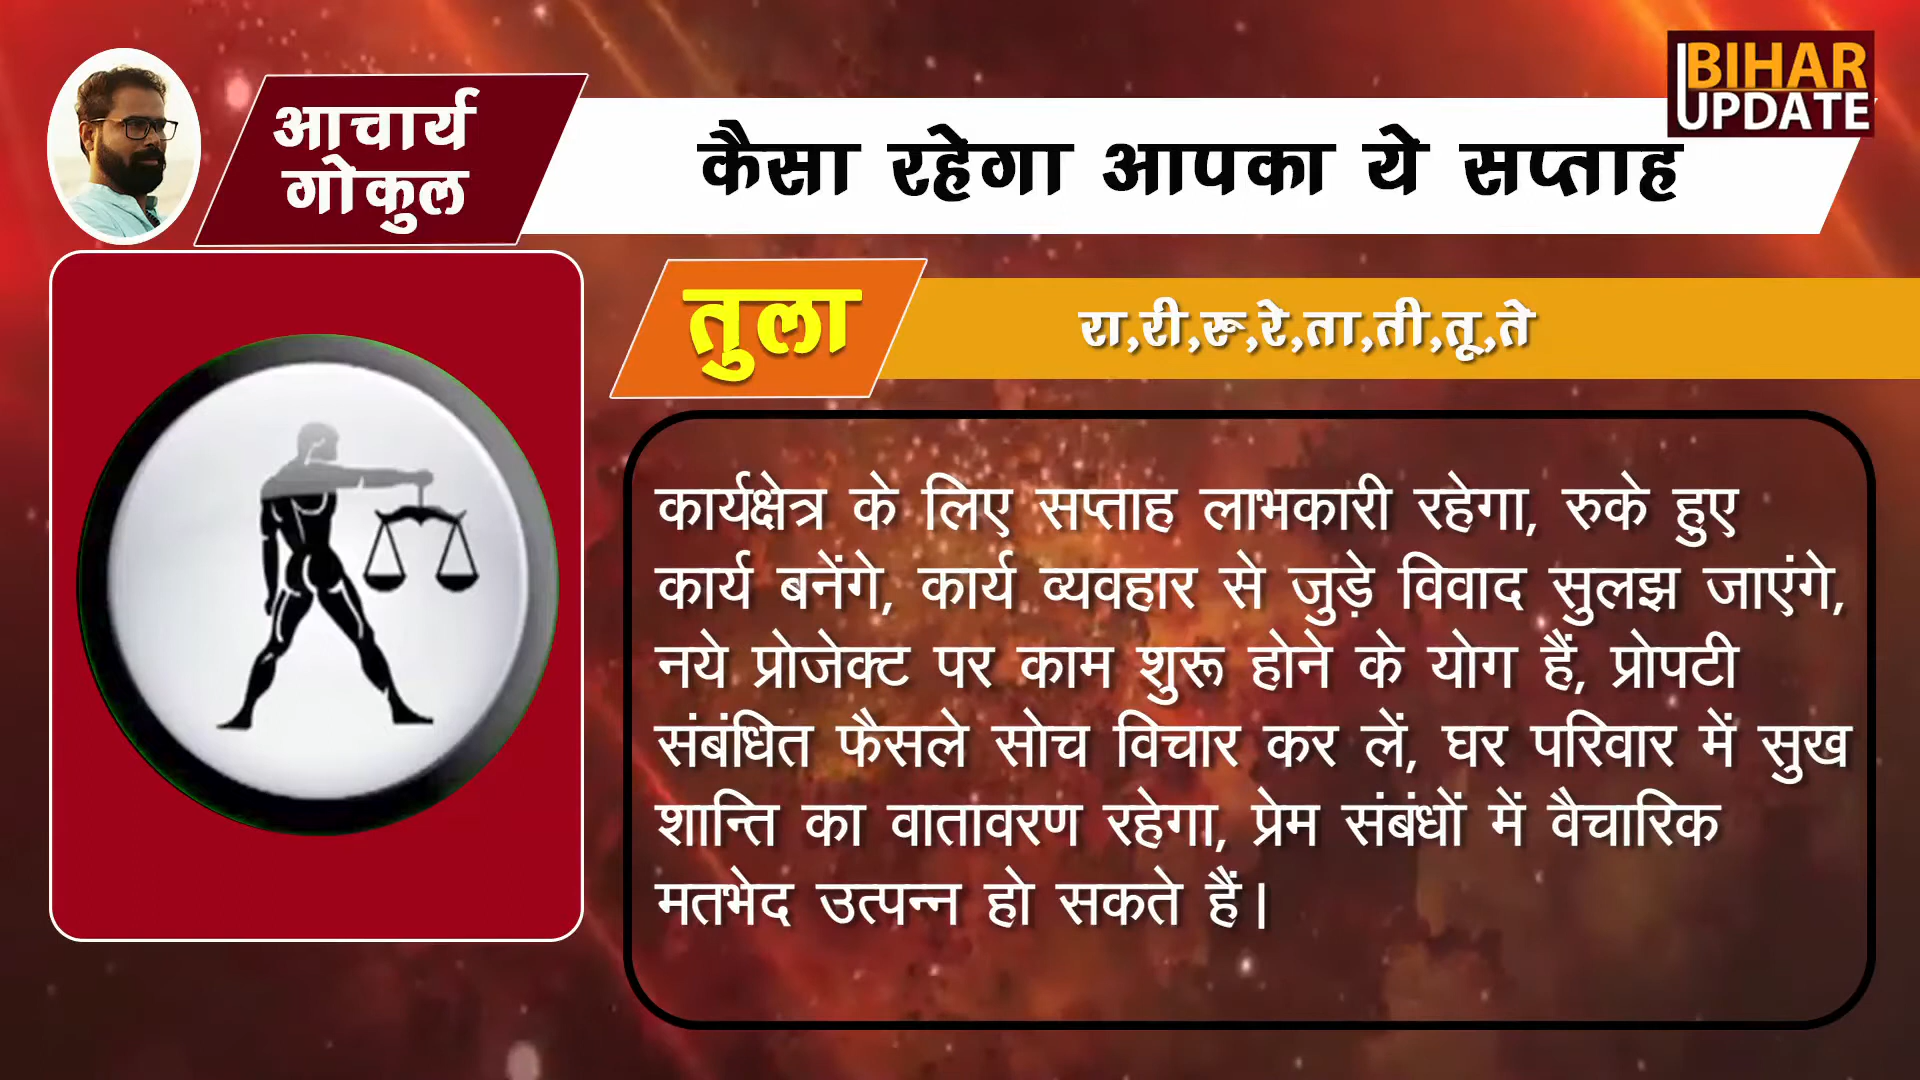 आचार्य
गोकुल
कैसा रहेगा आपका ये सप्ताह
BIHAR
UPDATE
तुला
रा,री,रू,रे,ता,ती,तू,ते
कार्यक्षेत्र के लिए सप्ताह लाभकारी रहेगा, रुके हुए
कार्य बनेंगे, कार्य व्यवहार से जुड़े विवाद सुलझ जाएंगे,
नये प्रोजेक्ट पर काम शुरू होने के योग हैं, प्रोपटी
संबंधित फैसले सोच विचार कर लें, घर परिवार में सुख
शान्ति का वातावरण रहेगा, प्रेम संबंधों में वैचारिक
मतभेद उत्पन्न हो सकते हैं।